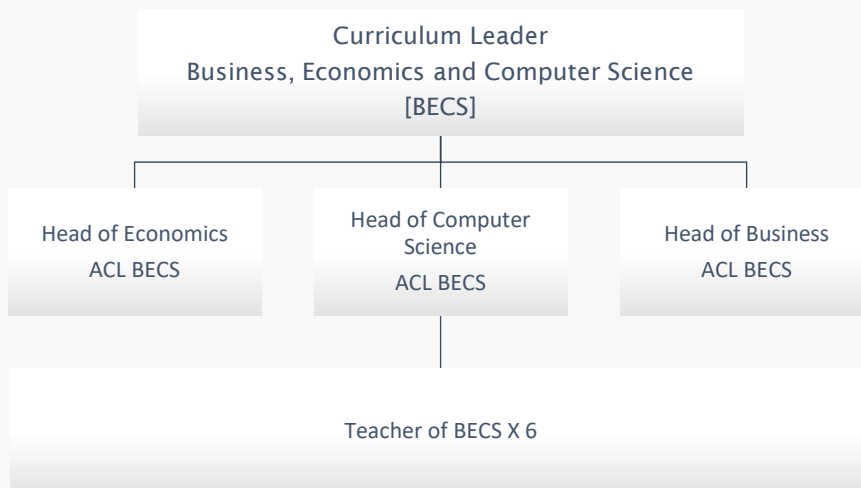 Curriculum Leader
Business, Economics and Computer Science
[BECS]
Head of Economics
ACL BECS
Head of Computer
Science
ACL BECS
Head of Business
ACL BECS
Teacher of BECS X 6